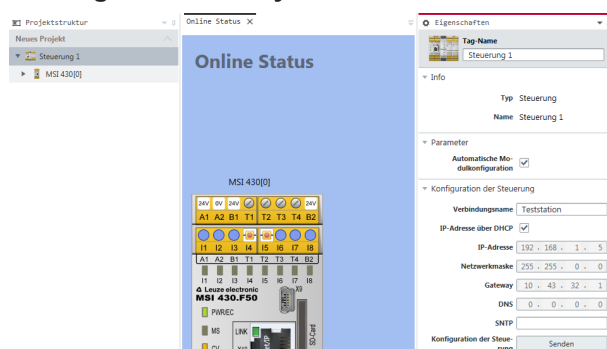 Projektstruktur
Neues Projekt
Steuerung 1
MSI 430[0]
Online Status
Online Status
MSI 430[0]
24V 0V 24V 24V
A1 A2 B1 T1 T2 T3 T4 B2
I1 I2 I3 I4 I5 I6 I7 I8
A1 A2 B1 T1 T2 T3 T4 B2
I1 I2 I3 I4 I5 I6 I7 I8
Leuze electronic
X9
MSI 430.F50
PWR/EC
MS
LINK
SD-Card
Eigenschaften
Tag-Name
Steuerung 1
Info
Typ Steuerung
Name Steuerung 1
Parameter
Automatische Mo-
dulkonfiguration
Konfiguration der Steuerung
Verbindungsname Teststation
IP-Adresse über DHCP
IP-Adresse 192 . 168 . 1 . 5
Netzwerkmaske 255 . 255 . 0 . 0
Gateway 10 . 43 . 32 . 1
DNS 0 . 0 . 0 . 0
SNTP
Konfiguration der Steue-
rung
Senden